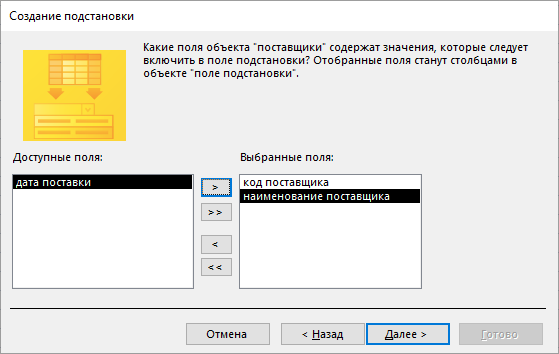 Создание подстановки
Какие поля объекта "поставщики" содержат значения, которые следует
включить в поле подстановки? Отобранные поля станут столбцами в
объекте "поле подстановки".
Доступные поля:
дата поставки
>
>>
<
<<
Выбранные поля:
код поставщика
наименование поставщика
Отмена
< Назад
Далее >
Готово